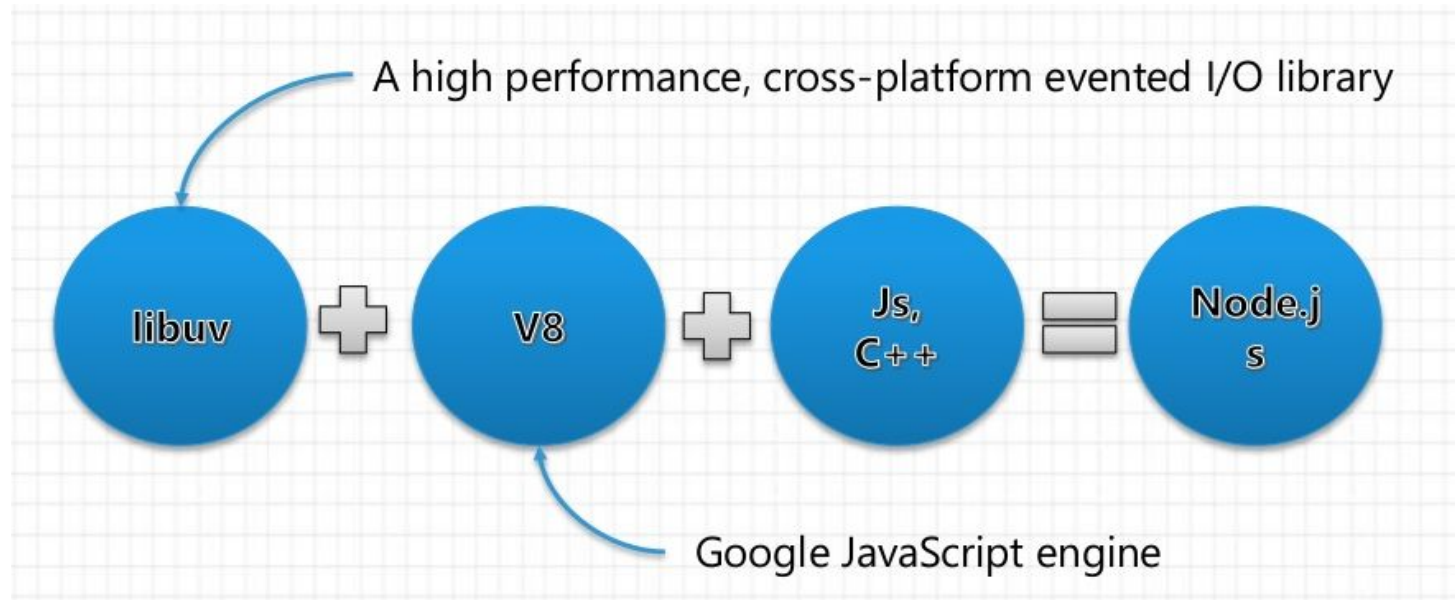 A high performance, cross-platform evented I/O library
libuv
V8
Js,
C++
Node.j
s
Google JavaScript engine